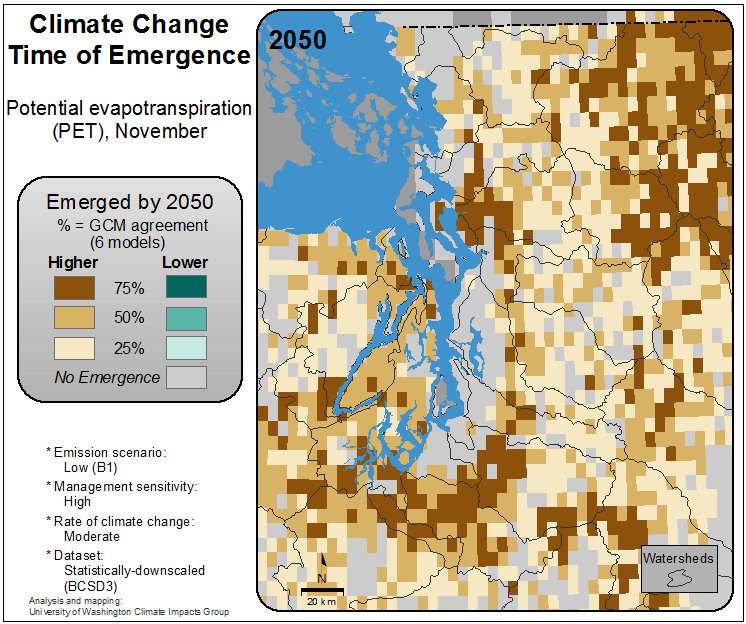 Climate Change
Time of Emergence
Potential evapotranspiration
(PET), November
Emerged by 2050
% = GCM agreement
(6 models)
Higher Lower
75%
50%
25%
No Emergence
* Emission scenario:
Low (B1)
* Management sensitivity:
High
* Rate of climate change:
Moderate
* Dataset:
Statistically-downscaled
(BCSD3)
Analysis and mapping:
University of Washington Climate Impacts Group
2050
N
20 km
Watersheds